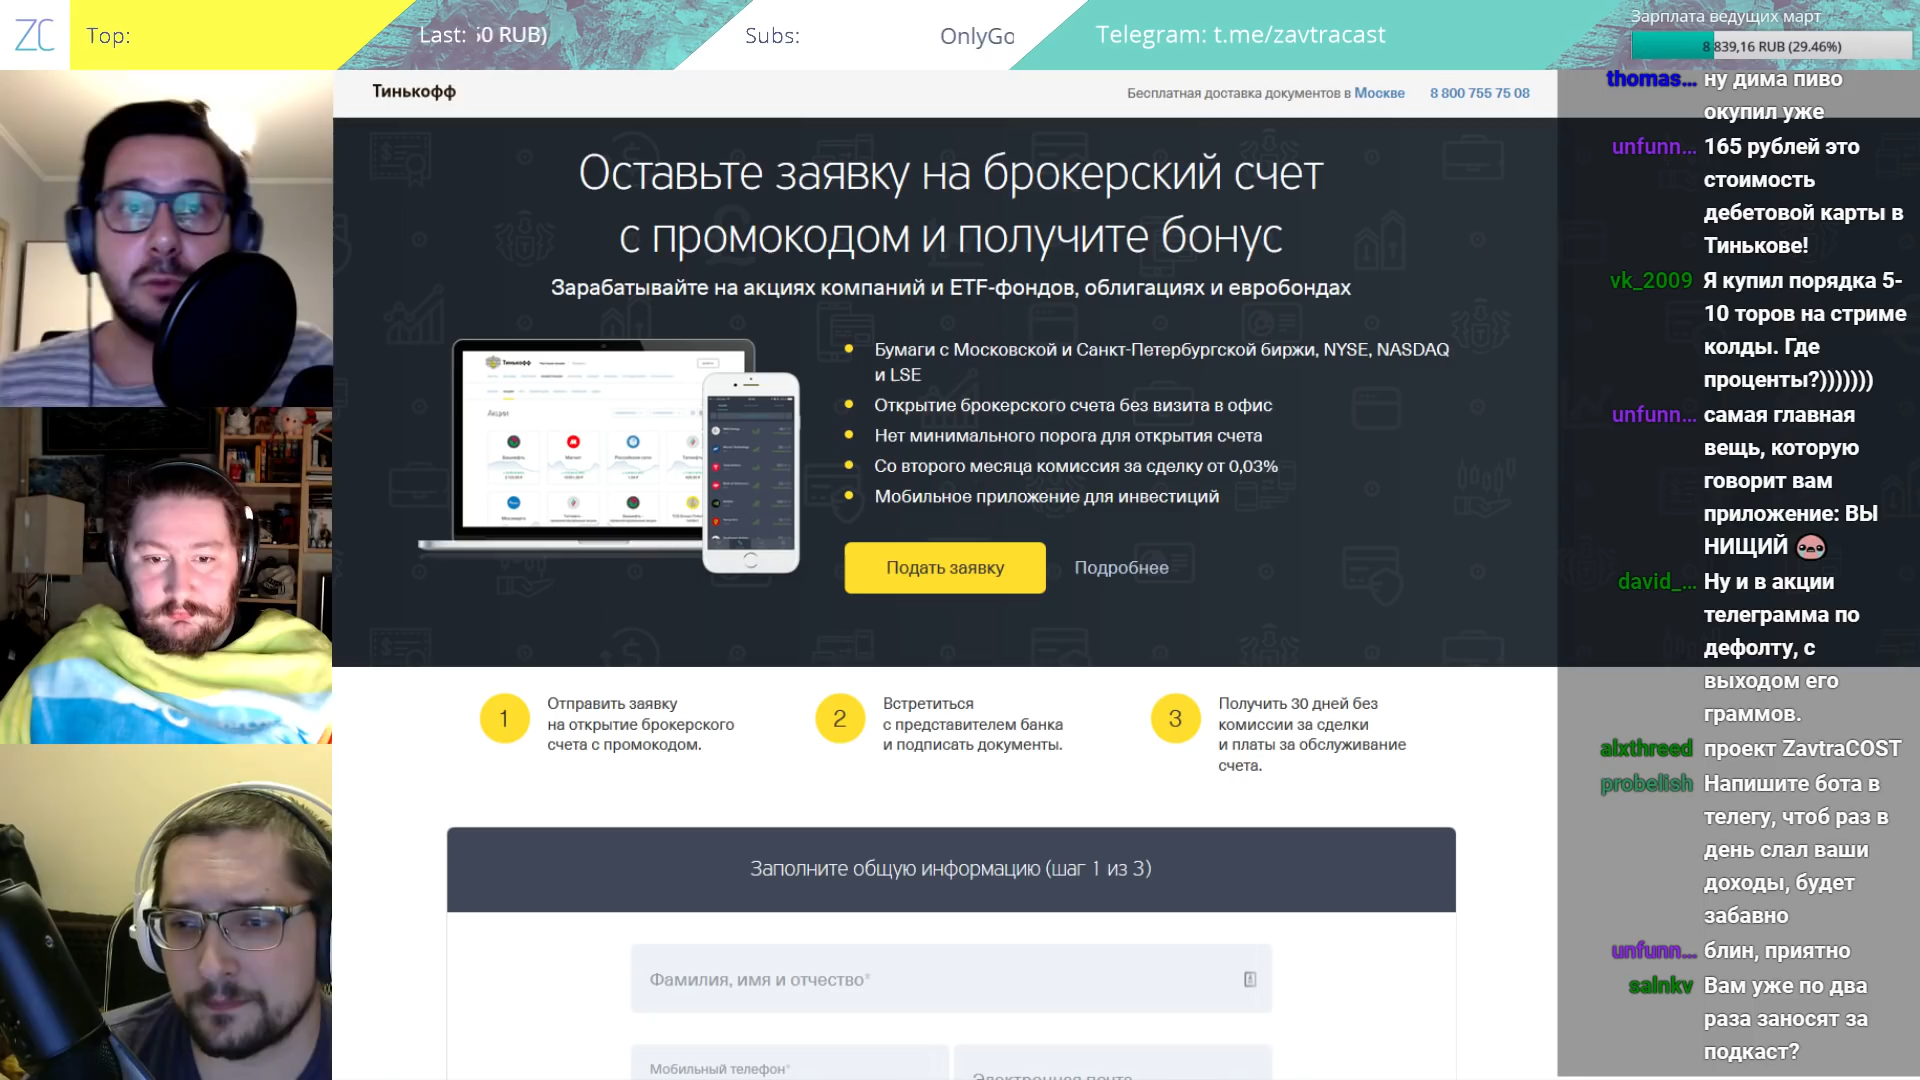 ZC
Top:
Last: 50 RUB)
Subs:
OnlyGo
Telegram: t.me/zavtracast
Зарплата ведущих март
8 839,16 RUB (29.46%)
Тинькофф
Бесплатная доставка документов в Москве
8 800 755 75 08
Оставьте заявку на брокерский счет
с промокодом и получите бонус
Зарабатывайте на акциях компаний и ETF-фондов, облигациях и евробондах
Бумаги с Московской и Санкт-Петербургской биржи, NYSE, NASDAQ
и LSE
Открытие брокерского счета без визита в офис
Нет минимального порога для открытия счета
Со второго месяца комиссия за сделку от 0,03%
Мобильное приложение для инвестиций
Тинькофф
Акции
Подать заявку
Подробнее
1
Отправить заявку
на открытие брокерского
счета с промокодом.
2
Встретиться
с представителем банка
и подписать документы.
3
Получить 30 дней без
комиссии за сделки
и платы за обслуживание
счета.
Заполните общую информацию (шаг 1 из 3)
Фамилия, имя и отчество*
Мобильный телефон*
Электронная почта
thomas... ну дима пиво
окупил уже
unfunn... 165 рублей это
стоимость
дебетовой карты в
Тинькове!
vk_2009 Я купил порядка 5-
10 торов на стриме
колды. Где
проценты?)))))))
unfunn... самая главная
вещь, которую
говорит вам
приложение: ВЫ
НИЩИЙ
david_... Ну и в акции
телеграмма по
дефолту, с
выходом его
граммов.
alxthreed проект ZavtraCOST
probelish Напишите бота в
телегу, чтоб раз в
день слал ваши
доходы, будет
забавно
unfunn... блин, приятно
sainkv Вам уже по два
раза заносят за
подкаст?